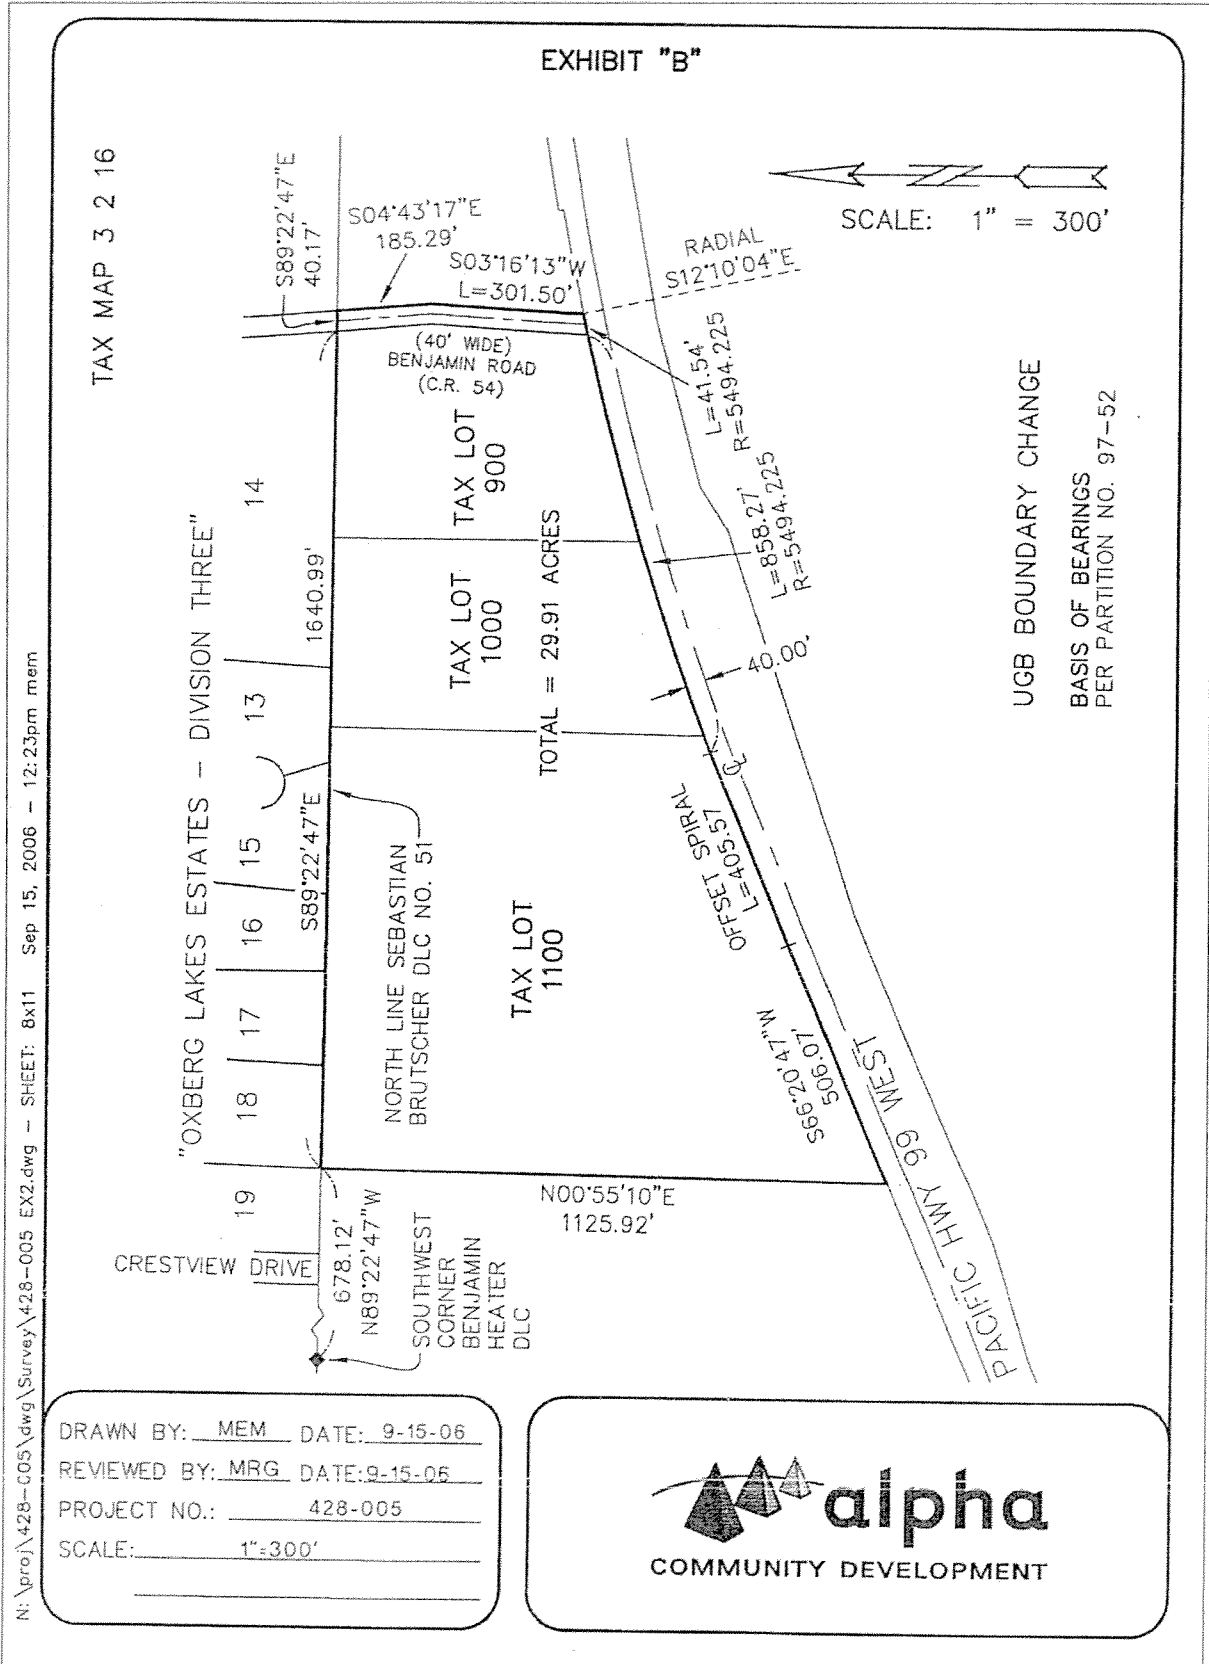 EXHIBIT "B"
TAX MAP 3 2 16
S89°22'47"E
40.17'
S04°43'17"E
185.29'
S03°16'13"W
L=301.50'
RADIAL
S12°10'04"E
SCALE: 1" = 300'
(40' WIDE)
BENJAMIN ROAD
(C.R. 54)
L=41.54'
R=5494.225
TAX LOT
900
14
"OXBERG LAKES ESTATES - DIVISION THREE"
1640.99'
TAX LOT
1000
TOTAL = 29.91 ACRES
L=858.27'
R=5494.225
40.00'
UGB BOUNDARY CHANGE
BASIS OF BEARINGS
PER PARTITION NO. 97-52
13
15
16
17
18
19
S89°22'47"E
NORTH LINE SEBASTIAN
BRUTSCHER DLC NO. 51
OFFSET SPIRAL
L=405.57
CL
TAX LOT
1100
S66°20'47"W
506.07'
PACIFIC HWY 99 WEST
N00°55'10"E
1125.92'
CRESTVIEW DRIVE
678.12'
N89°22'47"W
SOUTHWEST
CORNER
BENJAMIN
HEATER
DLC
N:\proj\428-005\dwg\Survey\428-005 EX2.dwg - SHEET: 8x11 Sep 15, 2006 - 12:23pm mem
DRAWN BY: MEM DATE: 9-15-06
REVIEWED BY: MRG DATE: 9-15-06
PROJECT NO.: 428-005
SCALE: 1"=300'
alpha
COMMUNITY DEVELOPMENT